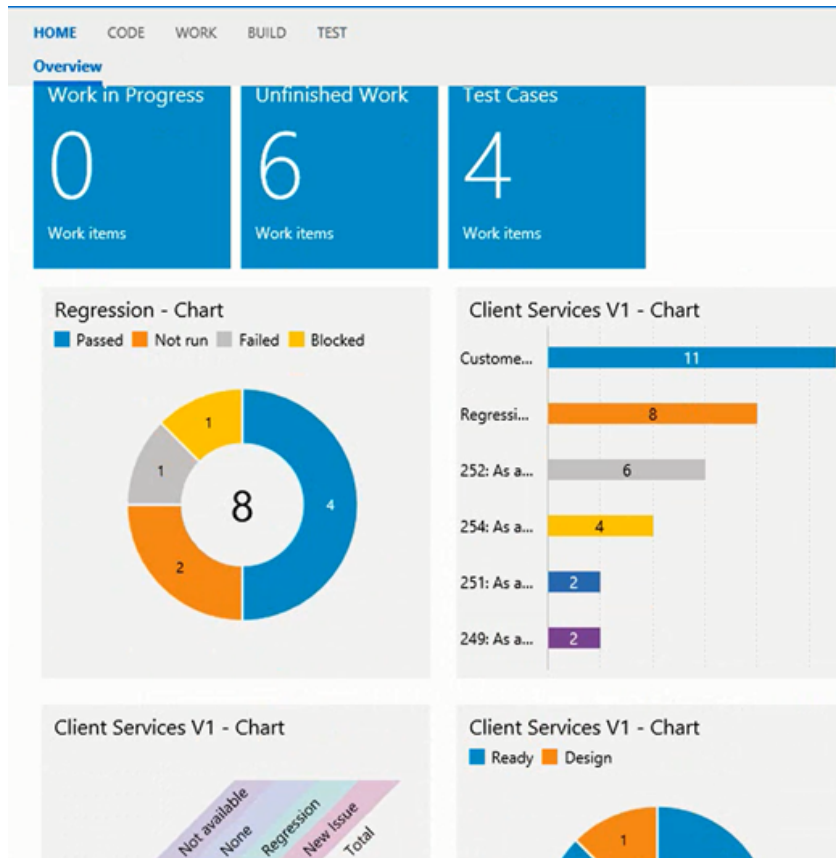 HOME CODE WORK BUILD TEST
Overview
Work in Progress
0
Work items
Unfinished Work
6
Work items
Test Cases
4
Work items
Regression - Chart
Passed Not run Failed Blocked
1
1
8
4
2
Client Services V1 - Chart
Custome... 11
Regressi... 8
252: As a... 6
254: As a... 4
251: As a... 2
249: As a... 2
Client Services V1 - Chart
Not available
None
Regression
New Issue
Total
Client Services V1 - Chart
Ready Design
1